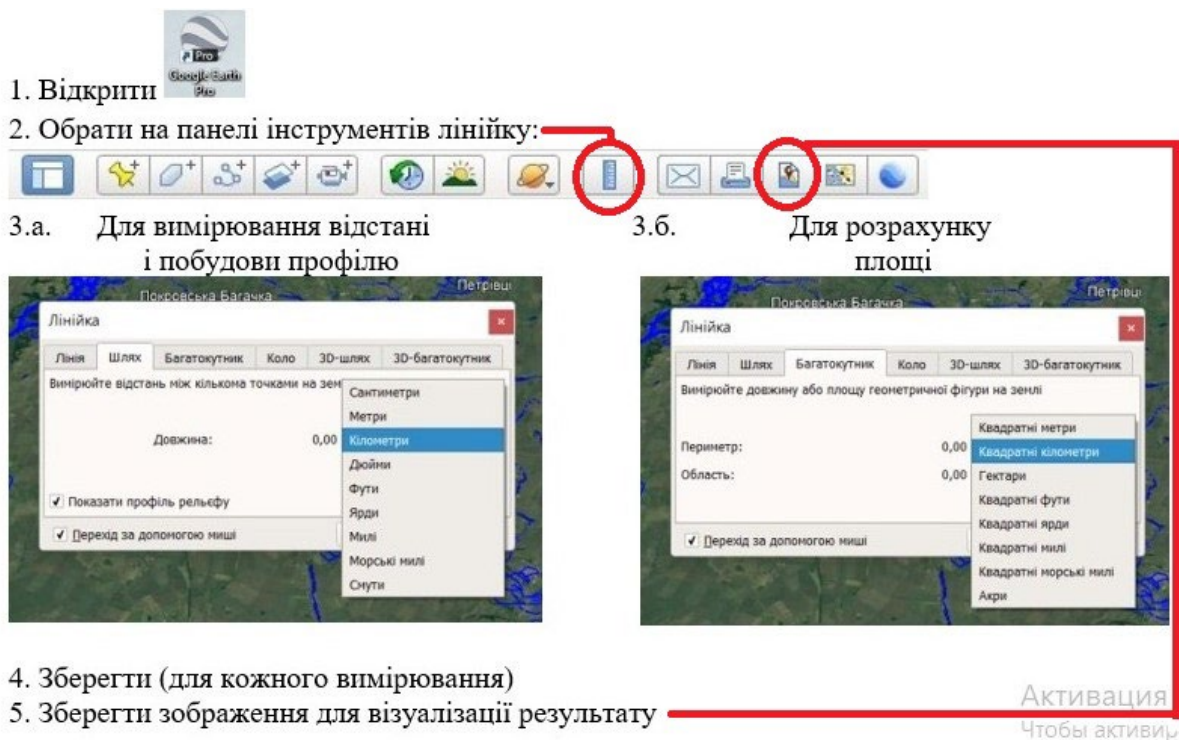 Pro
Google Earth
Pro
1. Відкрити
2. Обрати на панелі інструментів лінійку:
3.а. Для вимірювання відстані
і побудови профілю
3.б. Для розрахунку
площі
Покровська Багачка
Петрівці
Лінійка
Лінія Шлях Багатокутник Коло 3D-шлях 3D-багатокутник
Вимірюйте відстань між кількома точками на зем
Сантиметри
Метри
Довжина: 0,00 Кілометри
Дюйми
Фути
✓ Показати профіль рельєфу
Ярди
✓ Перехід за допомогою миші
Милі
Морські милі
Смути
Покровська Багачка
Петрівці
Лінійка
Лінія Шлях Багатокутник Коло 3D-шлях 3D-багатокутник
Вимірюйте довжину або площу геометричної фігури на землі
Квадратні метри
Периметр: 0,00 Квадратні кілометри
Область: 0,00 Гектари
Квадратні фути
Квадратні ярди
✓ Перехід за допомогою миші
Квадратні милі
Квадратні морські милі
Акри
4. Зберегти (для кожного вимірювання)
5. Зберегти зображення для візуалізації результату
Активация
Чтобы активир